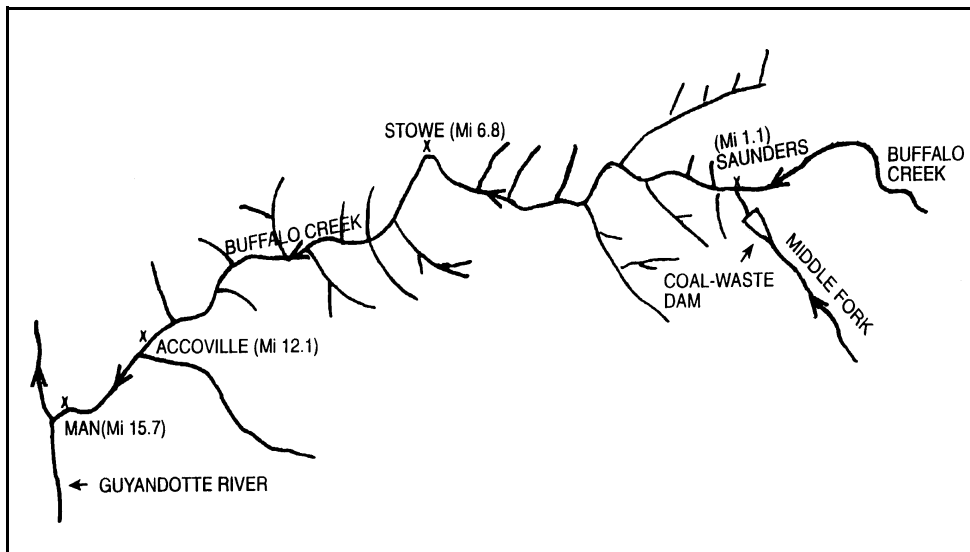 STOWE (Mi 6.8)
X
(Mi 1.1)
SAUNDERS
X
BUFFALO
CREEK
BUFFALO CREEK
COAL-WASTE
DAM
MIDDLE FORK
X
ACCOVILLE (Mi 12.1)
X
MAN(Mi 15.7)
GUYANDOTTE RIVER